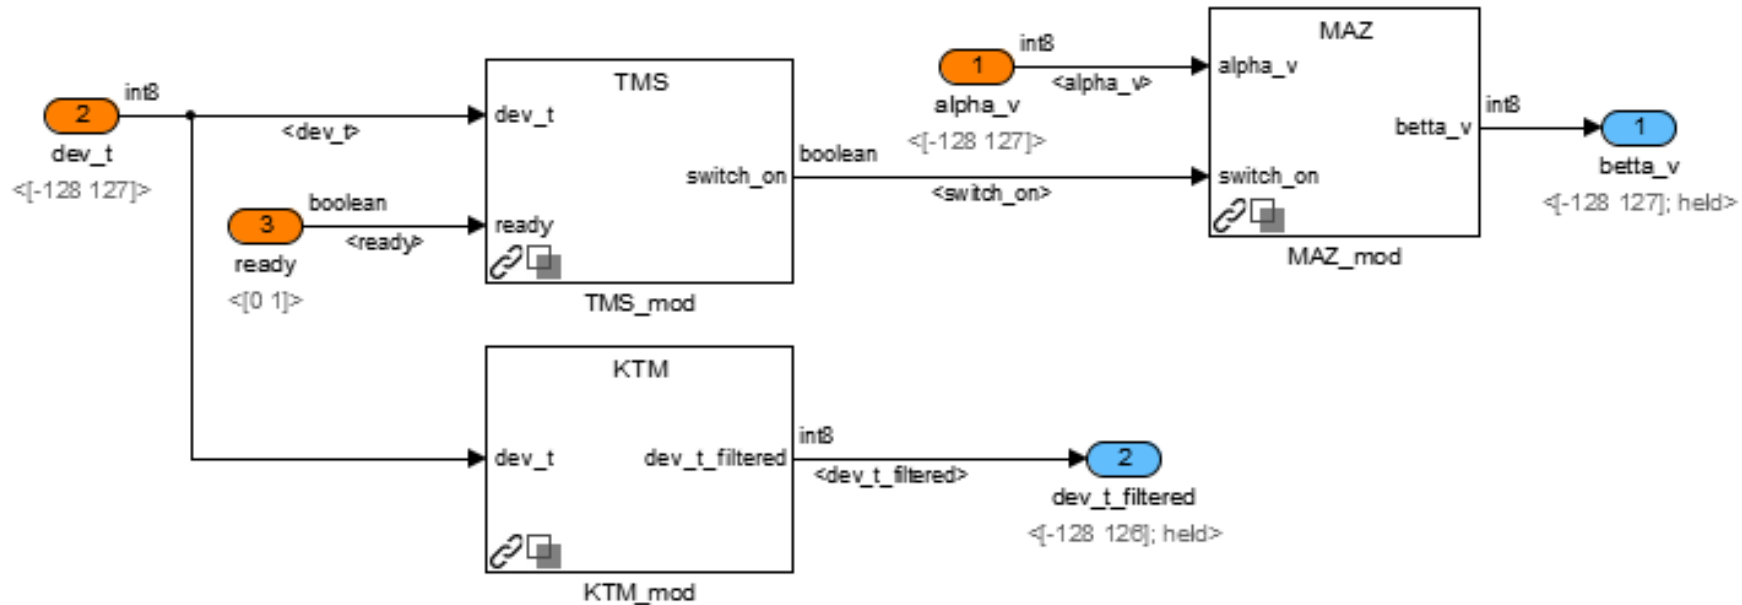 2
int8
dev_t
<[-128 127]>
<dev_t>
3
boolean
ready
<[0 1]>
<ready>
TMS
dev_t
switch_on
ready
TMS_mod
boolean
<switch_on>
1
int8
alpha_v
<[-128 127]>
<alpha_v>
MAZ
alpha_v
betta_v
switch_on
MAZ_mod
int8
1
betta_v
<[-128 127]; held>
KTM
dev_t
dev_t_filtered
KTM_mod
int8
<dev_t_filtered>
2
dev_t_filtered
<[-128 126]; held>